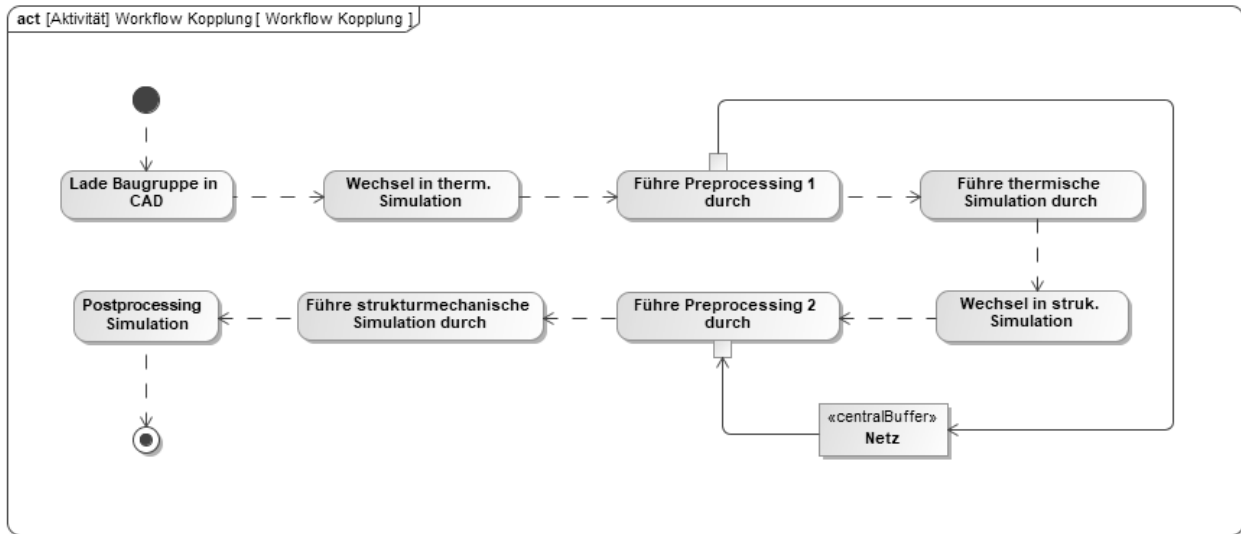 act [Aktivität] Workflow Kopplung [ Workflow Kopplung ]
Lade Baugruppe in
CAD
Wechsel in therm.
Simulation
Führe Preprocessing 1
durch
Führe thermische
Simulation durch
Postprocessing
Simulation
Führe strukturmechanische
Simulation durch
Führe Preprocessing 2
durch
Wechsel in struk.
Simulation
«centralBuffer»
Netz